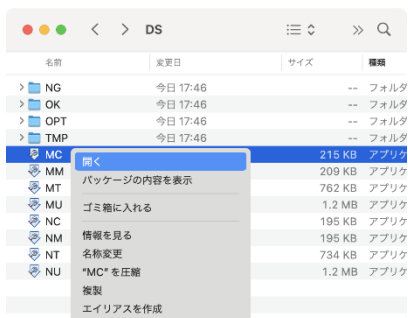 DS
名前 変更日 サイズ 種類
NG 今日 17:46 -- フォルダ
OK 今日 17:46 -- フォルダ
OPT 今日 17:46 -- フォルダ
TMP 今日 17:46 -- フォルダ
MC 215 KB アプリケ
MM 209 KB アプリケ
MT 762 KB アプリケ
MU 1.2 MB アプリケ
NC 195 KB アプリケ
NM 195 KB アプリケ
NT 734 KB アプリケ
NU 1.2 MB アプリケ
開く
パッケージの内容を表示
ゴミ箱に入れる
情報を見る
名称変更
"MC" を圧縮
複製
エイリアスを作成